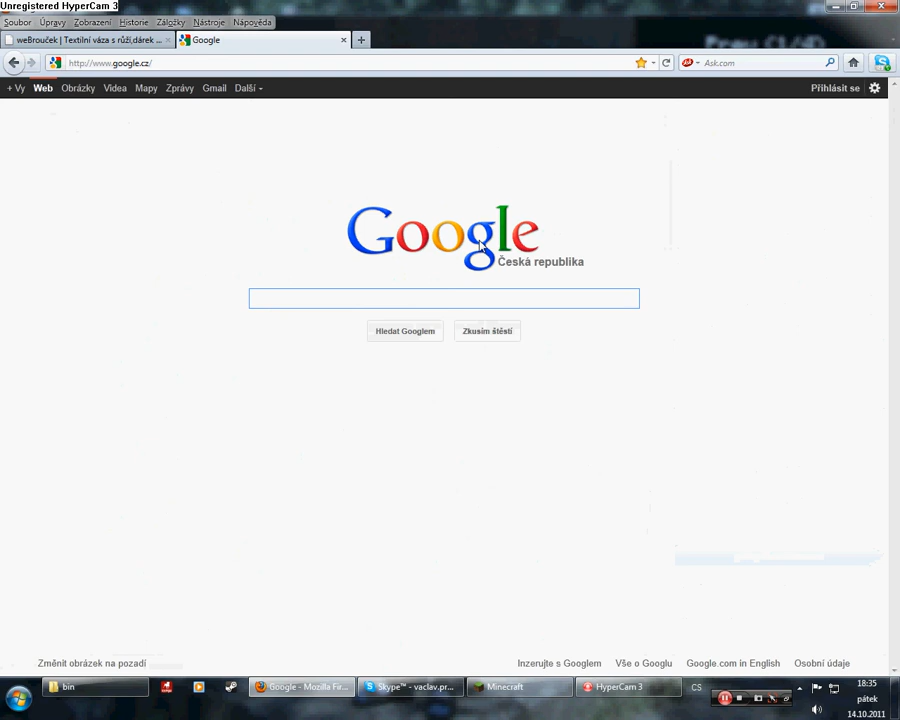 Unregistered HyperCam 3
Soubor Úpravy Zobrazení Historie Záložky Nástroje Nápověda
weBrouček | Textilní váza s růží,dárek ... Google
http://www.google.cz/ Ask.com
+ Vy Web Obrázky Videa Mapy Zprávy Gmail Další Přihlásit se
Google
Česká republika
Hledat Googlem Zkusím štěstí
Změnit obrázek na pozadí Inzerujte s Googlem Vše o Googlu Google.com in English Osobní údaje
bin Google - Mozilla Fir... Skype™ - vaclav.pr... Minecraft HyperCam 3 CS 18:35
pátek
14.10.2011